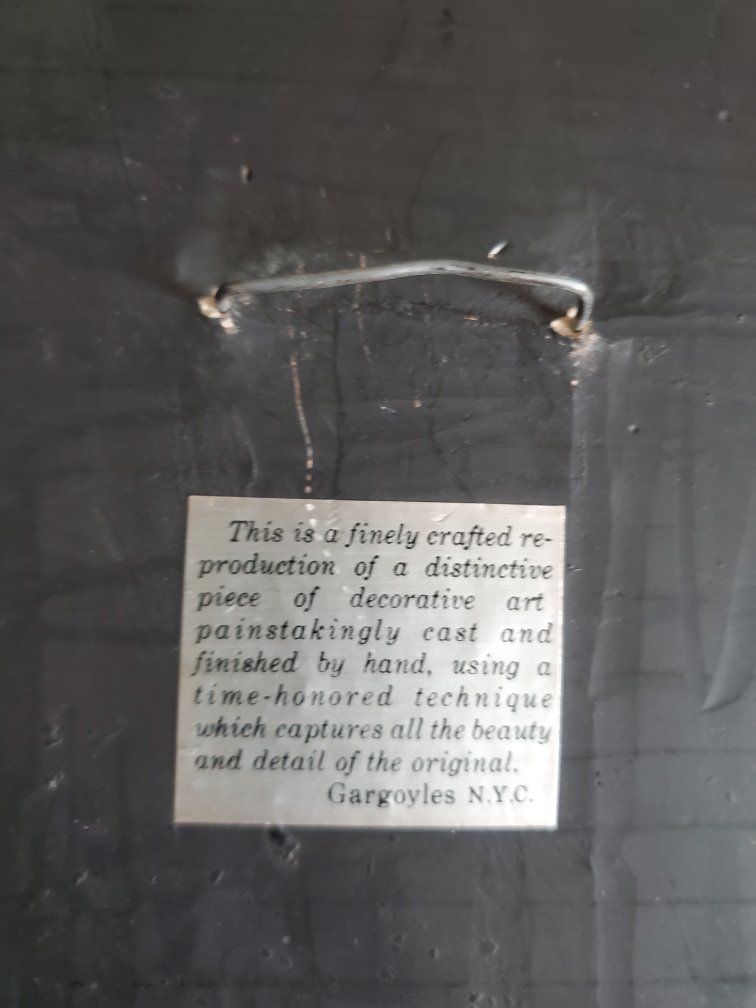 This is a finely crafted re-
production of a distinctive
piece of decorative art
painstakingly cast and
finished by hand, using a
time-honored technique
which captures all the beauty
and detail of the original.
Gargoyles N.Y.C.